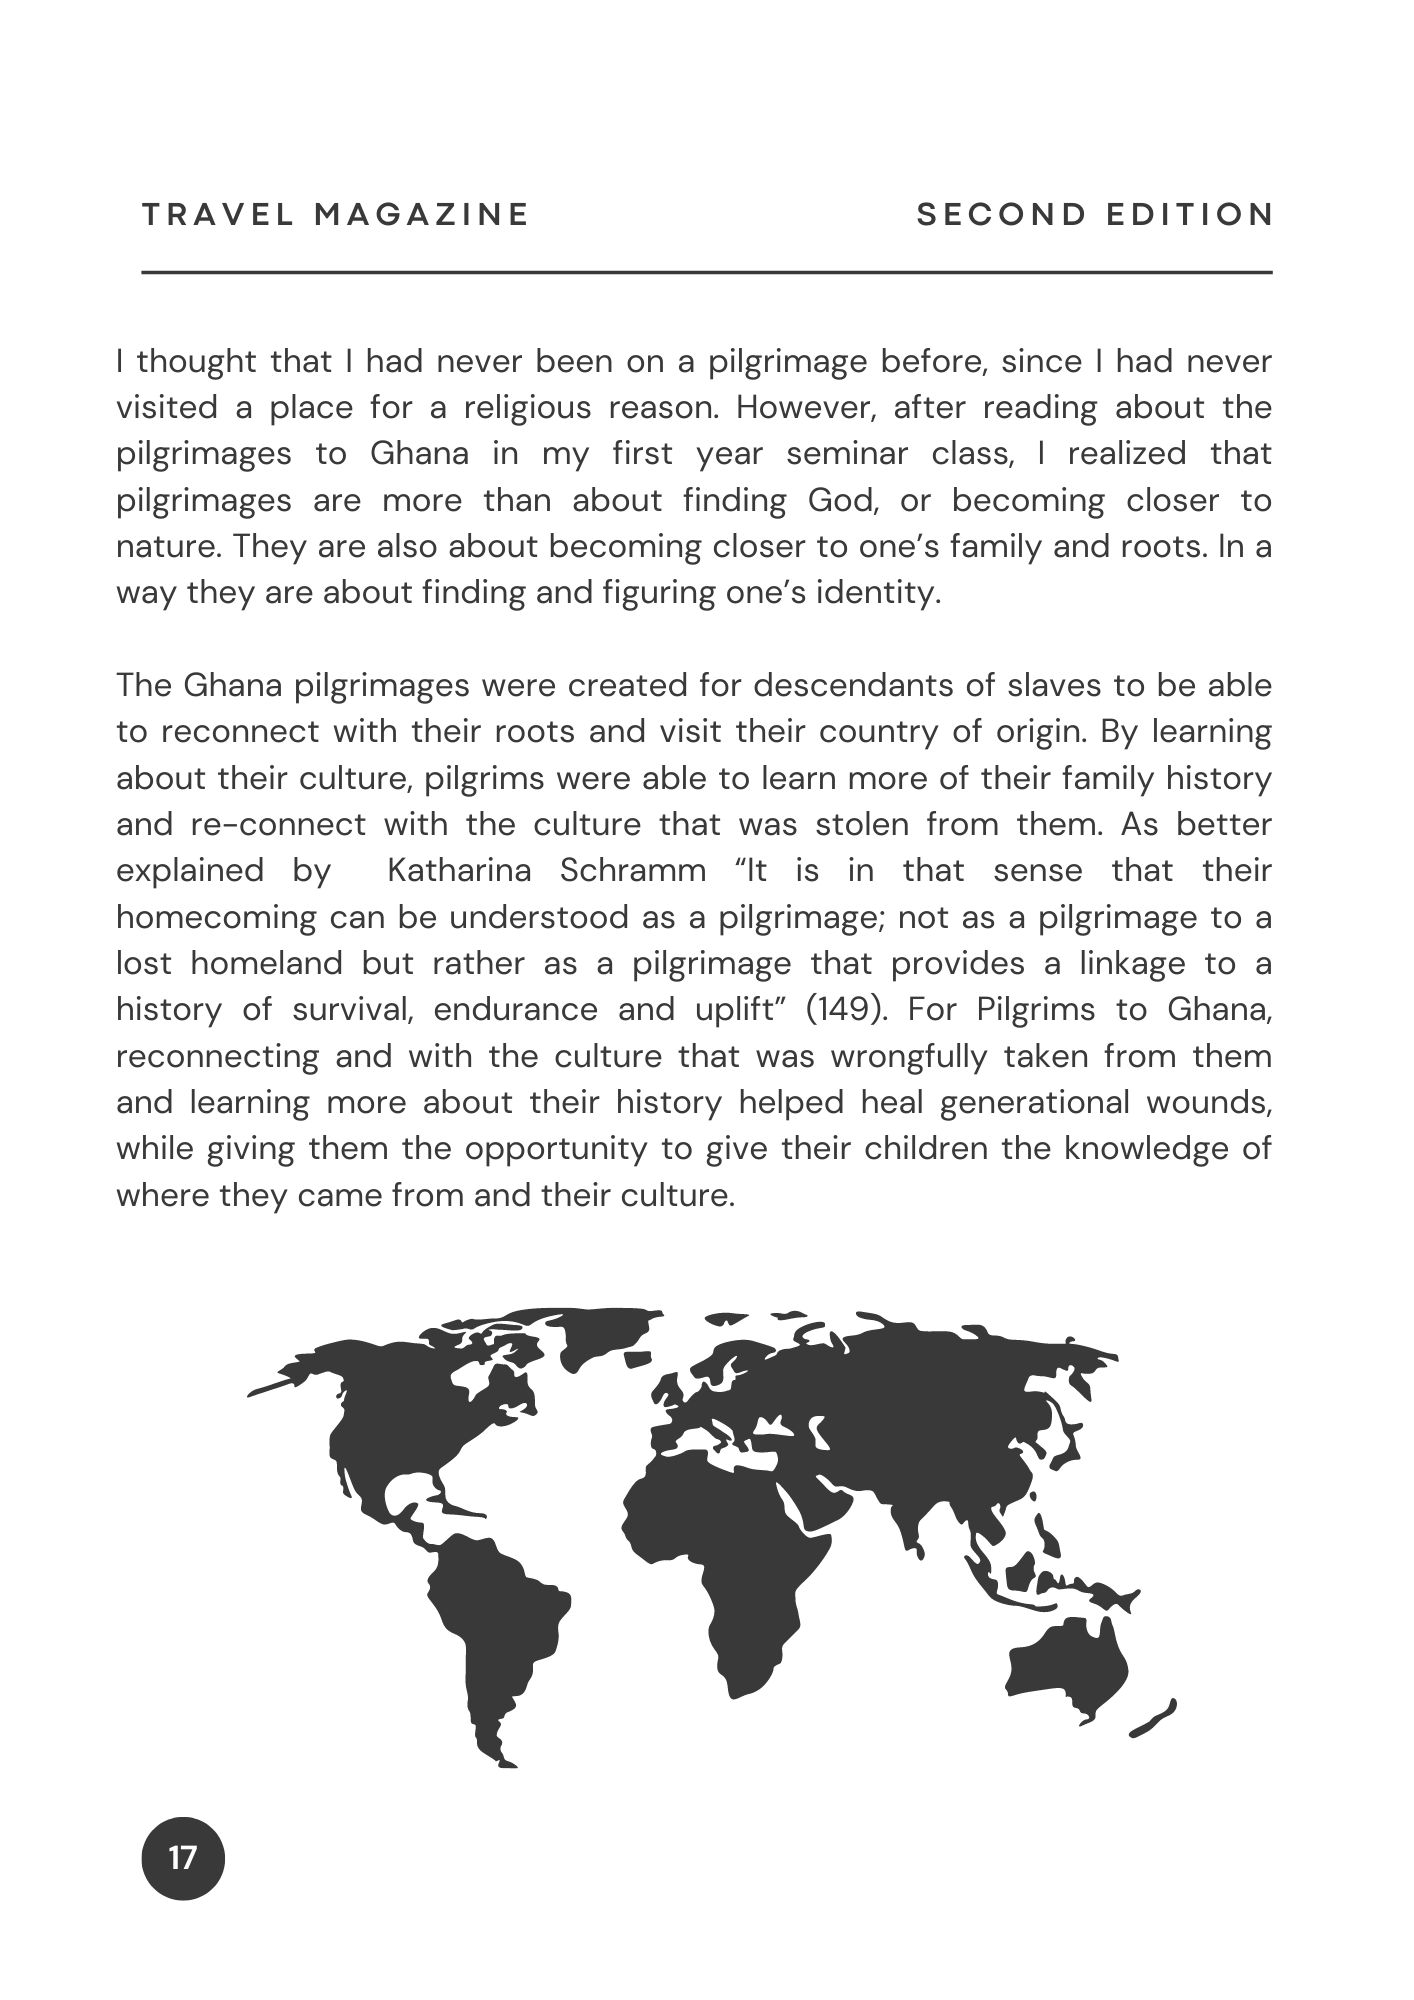 TRAVEL MAGAZINE SECOND EDITION
I thought that I had never been on a pilgrimage before, since I had never
visited a place for a religious reason. However, after reading about the
pilgrimages to Ghana in my first year seminar class, I realized that
pilgrimages are more than about finding God, or becoming closer to
nature. They are also about becoming closer to one’s family and roots. In a
way they are about finding and figuring one’s identity.
The Ghana pilgrimages were created for descendants of slaves to be able
to reconnect with their roots and visit their country of origin. By learning
about their culture, pilgrims were able to learn more of their family history
and re-connect with the culture that was stolen from them. As better
explained by Katharina Schramm “It is in that sense that their
homecoming can be understood as a pilgrimage; not as a pilgrimage to a
lost homeland but rather as a pilgrimage that provides a linkage to a
history of survival, endurance and uplift” (149). For Pilgrims to Ghana,
reconnecting and with the culture that was wrongfully taken from them
and learning more about their history helped heal generational wounds,
while giving them the opportunity to give their children the knowledge of
where they came from and their culture.
17